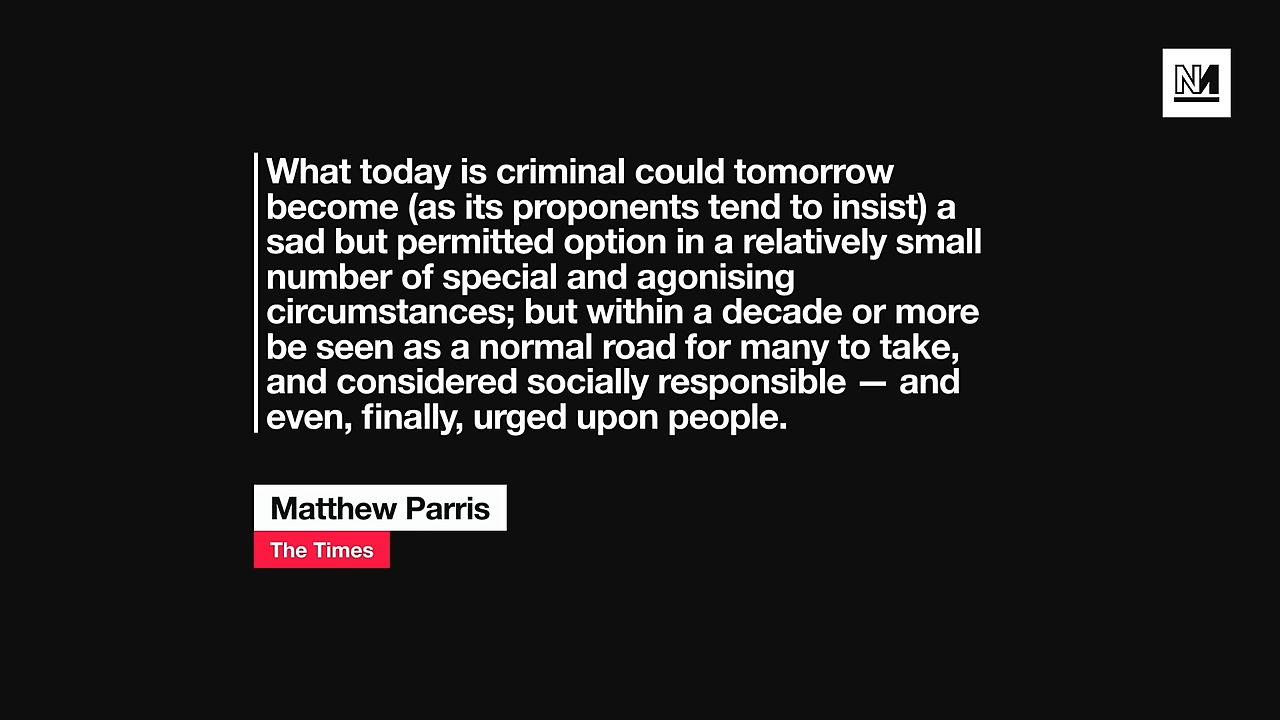 What today is criminal could tomorrow
become (as its proponents tend to insist) a
sad but permitted option in a relatively small
number of special and agonising
circumstances; but within a decade or more
be seen as a normal road for many to take,
and considered socially responsible — and
even, finally, urged upon people.
Matthew Parris
The Times
NM